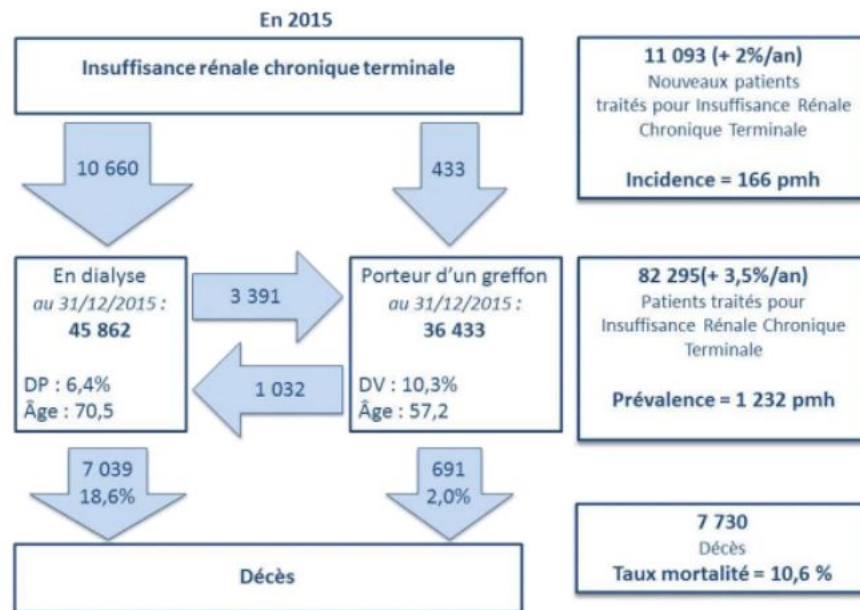 En 2015
Insuffisance rénale chronique terminale
11 093 (+ 2%/an)
Nouveaux patients
traités pour Insuffisance Rénale
Chronique Terminale
Incidence = 166 pmh
10 660
433
En dialyse
au 31/12/2015 :
45 862
DP : 6,4%
Âge : 70,5
3 391
1 032
Porteur d'un greffon
au 31/12/2015 :
36 433
DV : 10,3%
Âge : 57,2
82 295(+ 3,5%/an)
Patients traités pour
Insuffisance Rénale Chronique
Terminale
Prévalence = 1 232 pmh
7 039
18,6%
691
2,0%
Décès
7 730
Décès
Taux mortalité = 10,6 %